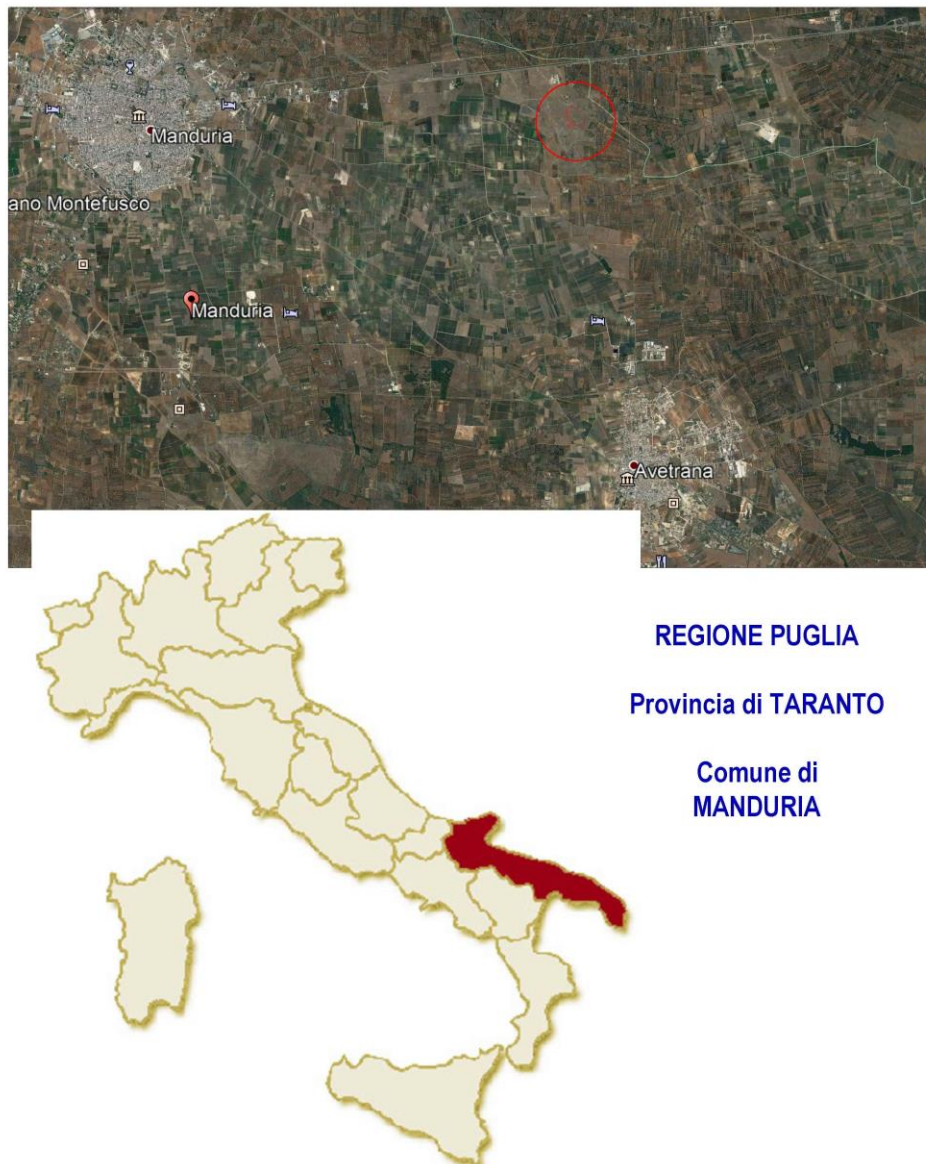 Manduria
ano Montefusco
Manduria
Avetrana
REGIONE PUGLIA
Provincia di TARANTO
Comune di
MANDURIA